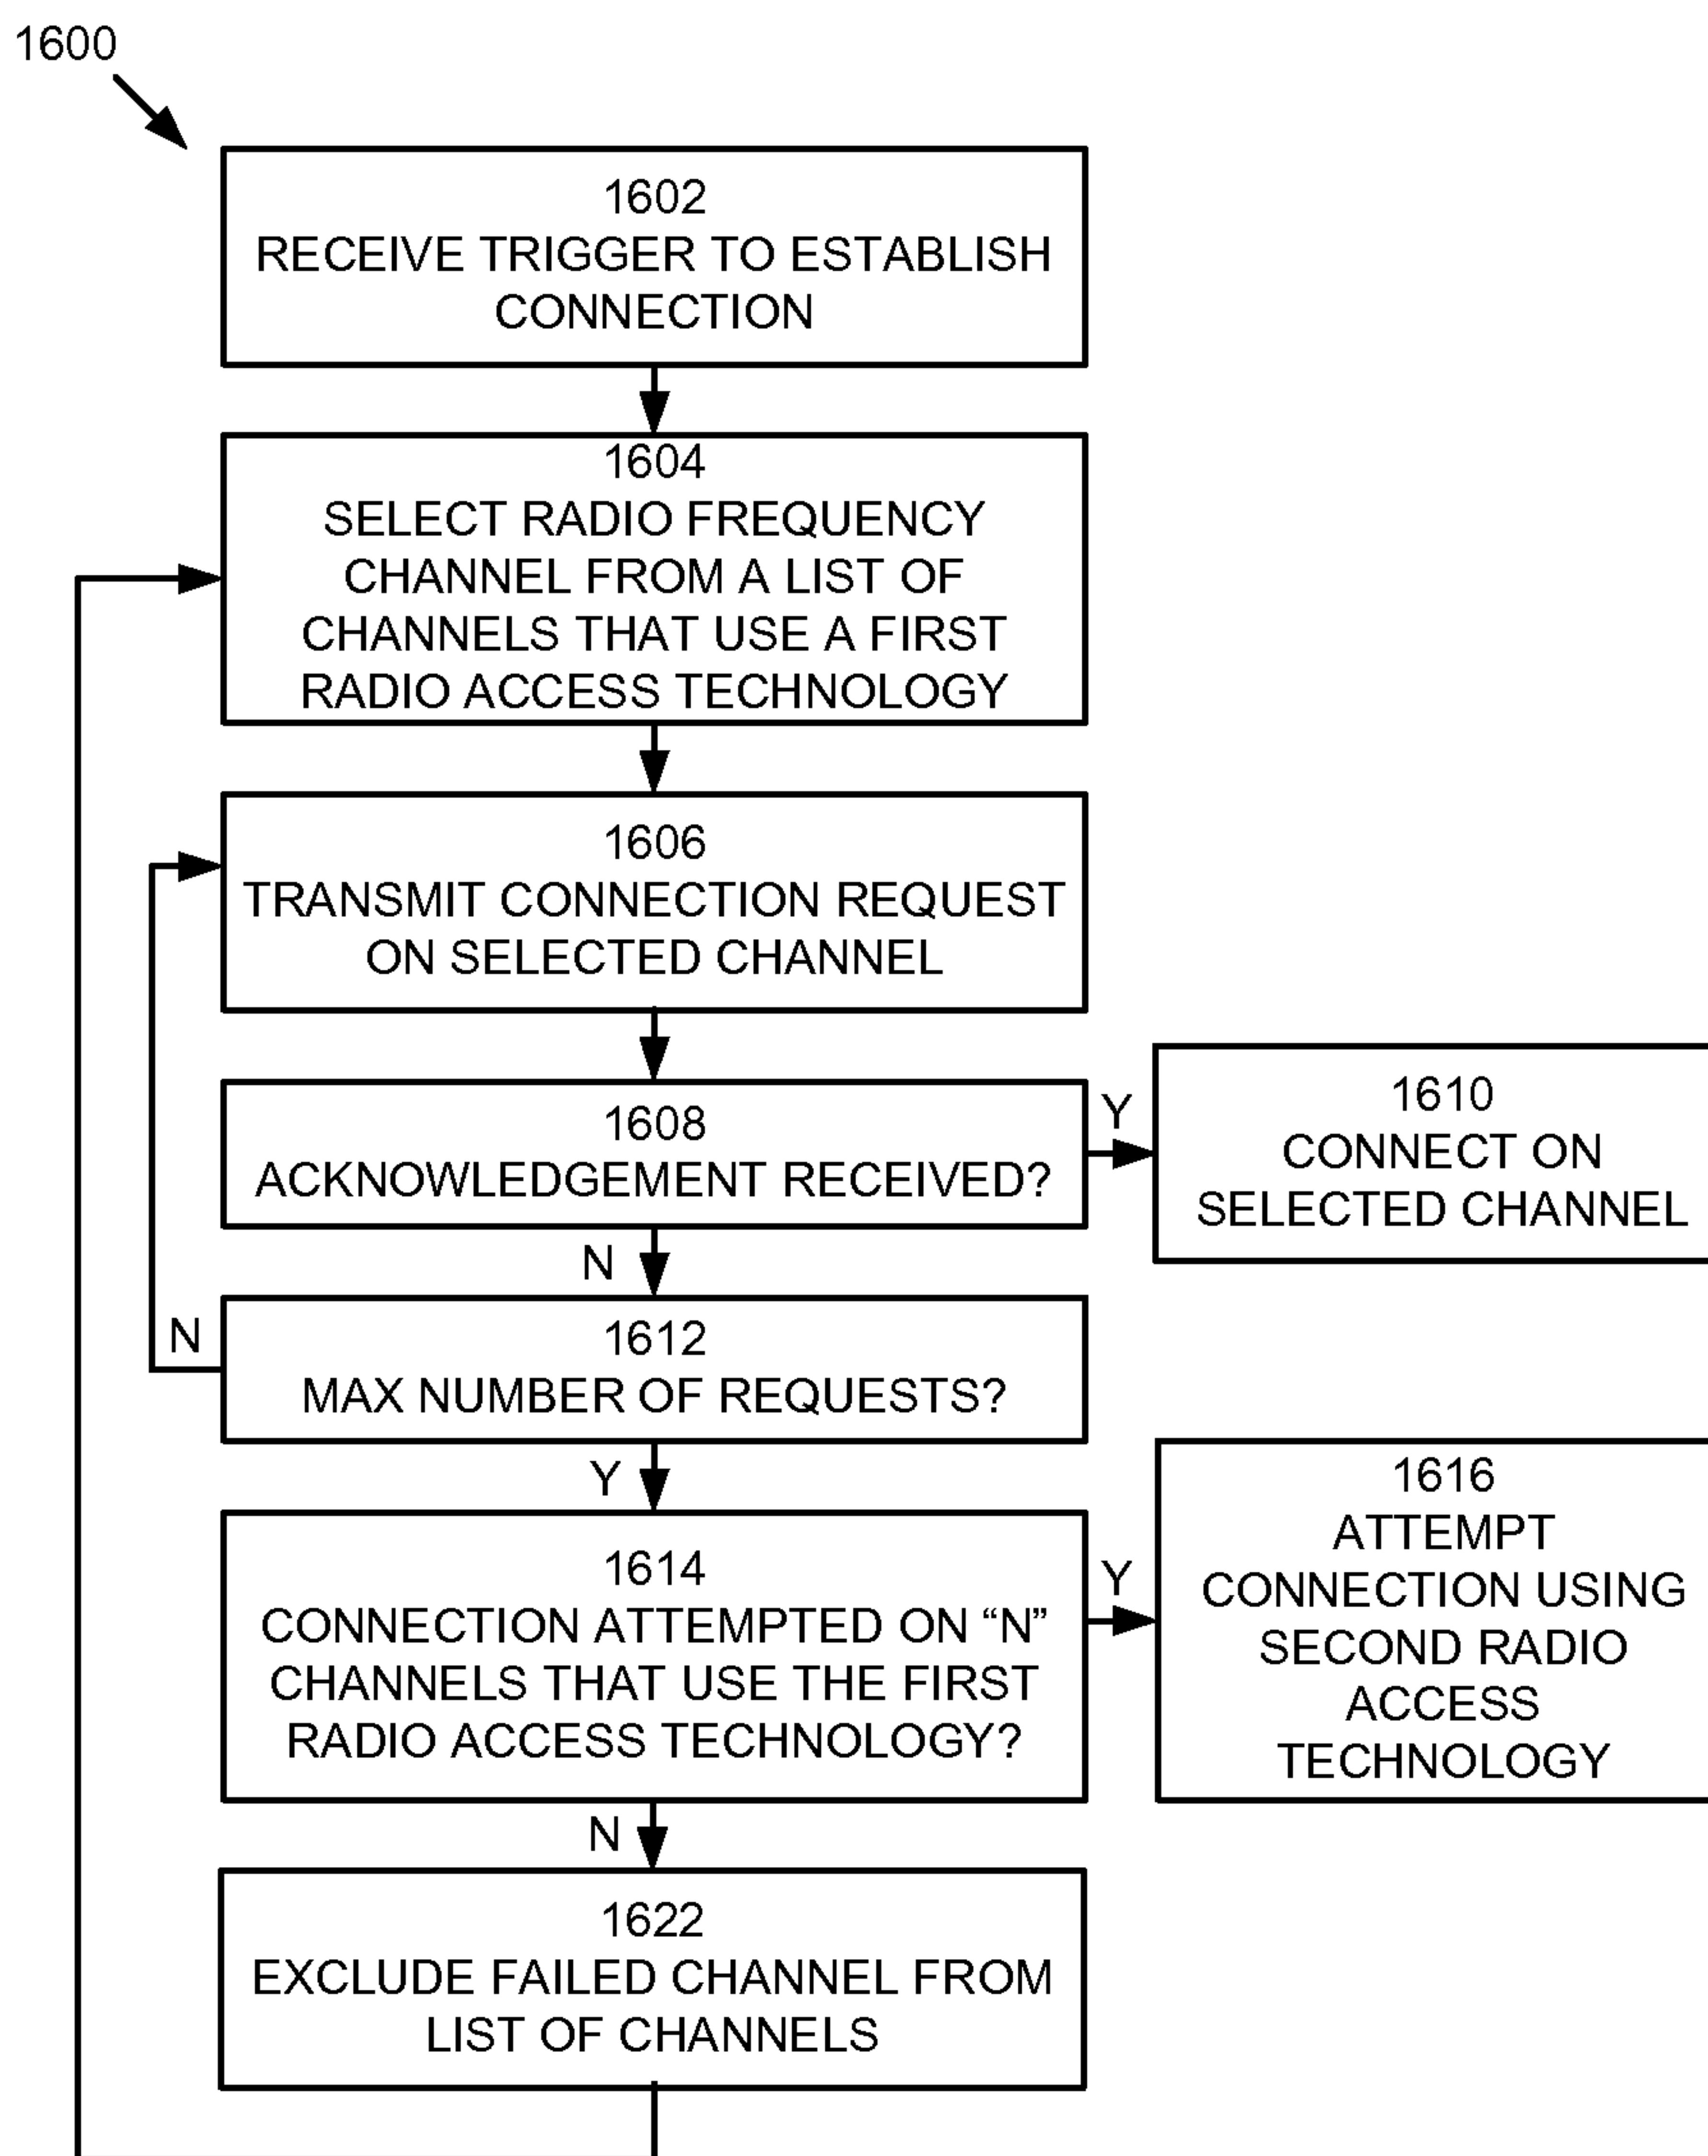 1600
1602
RECEIVE TRIGGER TO ESTABLISH
CONNECTION
1604
SELECT RADIO FREQUENCY
CHANNEL FROM A LIST OF
CHANNELS THAT USE A FIRST
RADIO ACCESS TECHNOLOGY
1606
TRANSMIT CONNECTION REQUEST
ON SELECTED CHANNEL
1608
ACKNOWLEDGEMENT RECEIVED?
Y
1610
CONNECT ON
SELECTED CHANNEL
N
1612
MAX NUMBER OF REQUESTS?
N
Y
1614
CONNECTION ATTEMPTED ON “N”
CHANNELS THAT USE THE FIRST
RADIO ACCESS TECHNOLOGY?
Y
1616
ATTEMPT
CONNECTION USING
SECOND RADIO
ACCESS
TECHNOLOGY
N
1622
EXCLUDE FAILED CHANNEL FROM
LIST OF CHANNELS